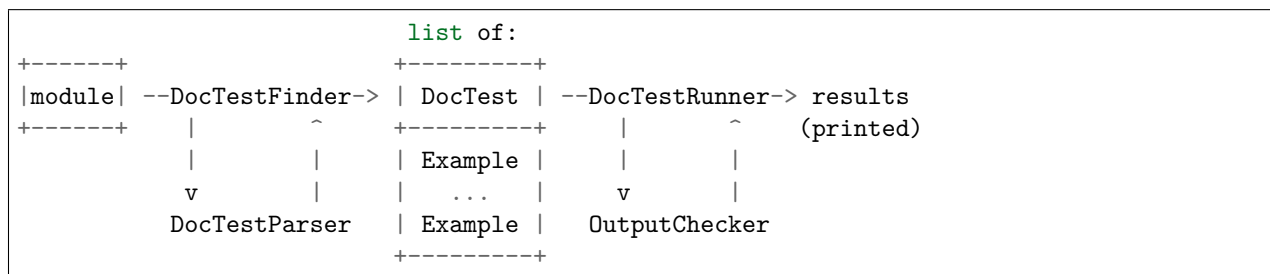 list of:
+------+                   +---------+
|module| --DocTestFinder-> | DocTest | --DocTestRunner-> results
+------+    |        ^     +---------+     |       ^    (printed)
            |        |     | Example |     |       |
            v        |     |   ...   |     v       |
           DocTestParser   | Example |   OutputChecker
                           +---------+